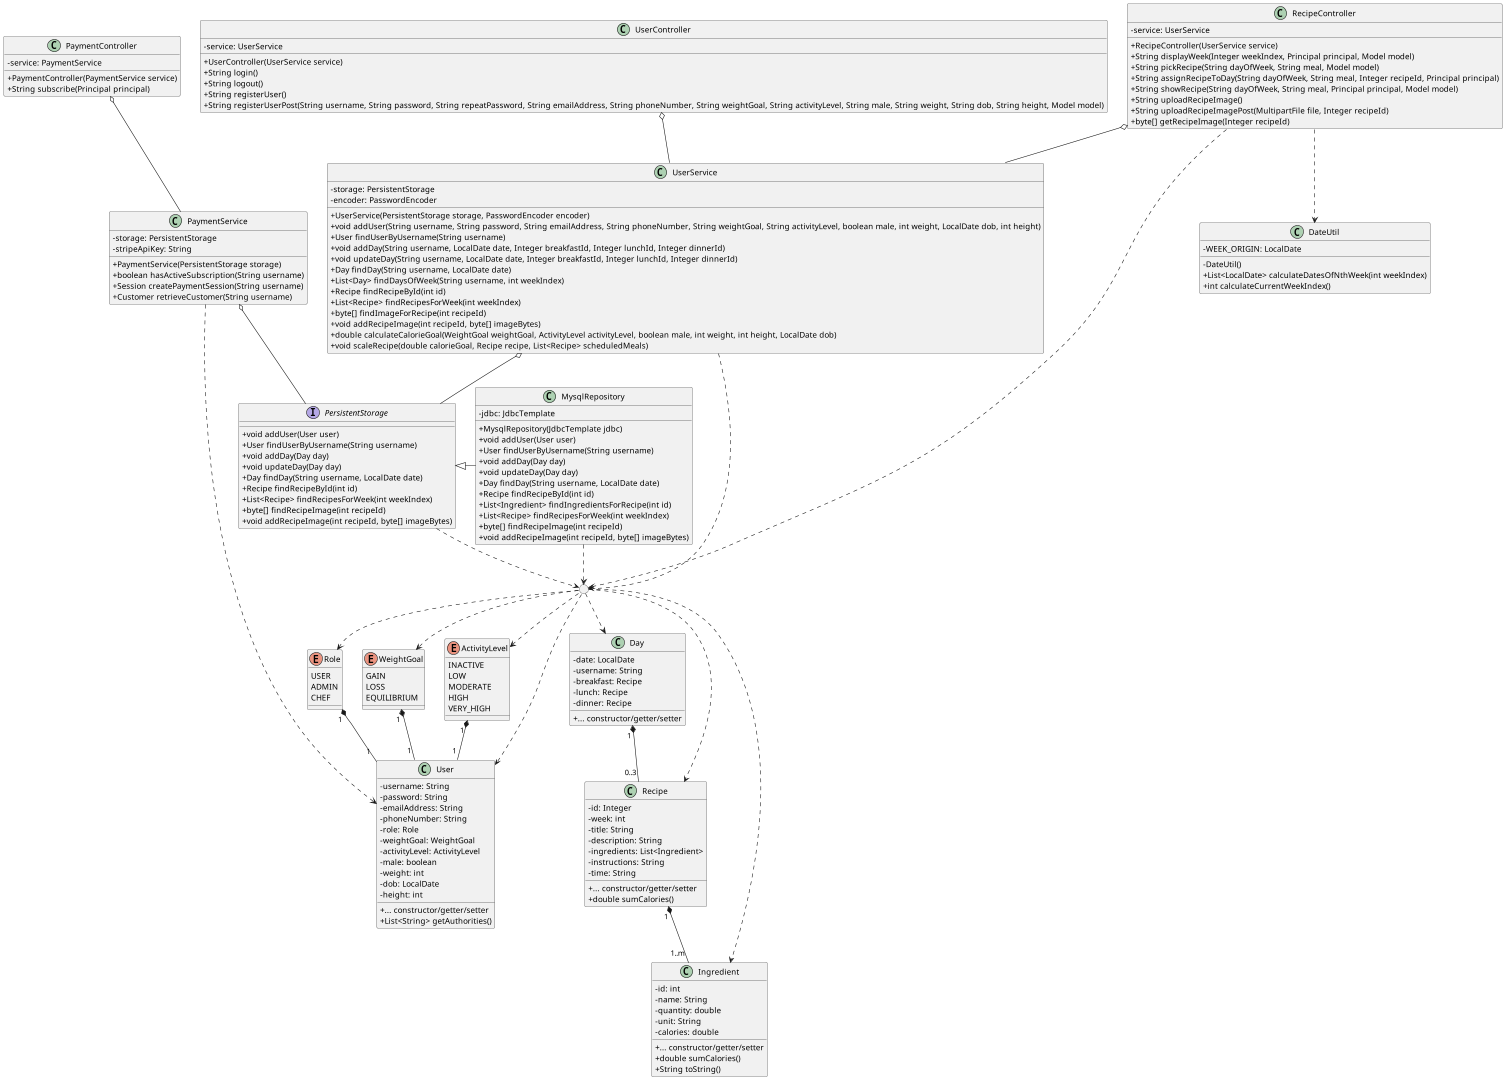 PaymentController
-service: PaymentService
+PaymentController(PaymentService service)
+String subscribe(Principal principal)
UserController
-service: UserService
+UserController(UserService service)
+String login()
+String logout()
+String registerUser()
+String registerUserPost(String username, String password, String repeatPassword, String emailAddress, String phoneNumber, String weightGoal, String activityLevel, String male, String weight, String dob, String height, Model model)
RecipeController
-service: UserService
+RecipeController(UserService service)
+String displayWeek(Integer weekIndex, Principal principal, Model model)
+String pickRecipe(String dayOfWeek, String meal, Model model)
+String assignRecipeToDay(String dayOfWeek, String meal, Integer recipeId, Principal principal)
+String showRecipe(String dayOfWeek, String meal, Principal principal, Model model)
+String uploadRecipeImage()
+String uploadRecipeImagePost(MultipartFile file, Integer recipeId)
+byte[] getRecipeImage(Integer recipeId)
PaymentService
-storage: PersistentStorage
-stripeApiKey: String
+PaymentService(PersistentStorage storage)
+boolean hasActiveSubscription(String username)
+Session createPaymentSession(String username)
+Customer retrieveCustomer(String username)
UserService
-storage: PersistentStorage
-encoder: PasswordEncoder
+UserService(PersistentStorage storage, PasswordEncoder encoder)
+void addUser(String username, String password, String emailAddress, String phoneNumber, String weightGoal, String activityLevel, boolean male, int weight, LocalDate dob, int height)
+User findUserByUsername(String username)
+void addDay(String username, LocalDate date, Integer breakfastId, Integer lunchId, Integer dinnerId)
+void updateDay(String username, LocalDate date, Integer breakfastId, Integer lunchId, Integer dinnerId)
+Day findDay(String username, LocalDate date)
+List<Day> findDaysOfWeek(String username, int weekIndex)
+Recipe findRecipeById(int id)
+List<Recipe> findRecipesForWeek(int weekIndex)
+byte[] findImageForRecipe(int recipeId)
+void addRecipeImage(int recipeId, byte[] imageBytes)
+double calculateCalorieGoal(WeightGoal weightGoal, ActivityLevel activityLevel, boolean male, int weight, int height, LocalDate dob)
+void scaleRecipe(double calorieGoal, Recipe recipe, List<Recipe> scheduledMeals)
DateUtil
-WEEK_ORIGIN: LocalDate
-DateUtil()
+List<LocalDate> calculateDatesOfNthWeek(int weekIndex)
+int calculateCurrentWeekIndex()
PersistentStorage
+void addUser(User user)
+User findUserByUsername(String username)
+void addDay(Day day)
+void updateDay(Day day)
+Day findDay(String username, LocalDate date)
+Recipe findRecipeById(int id)
+List<Recipe> findRecipesForWeek(int weekIndex)
+byte[] findRecipeImage(int recipeId)
+void addRecipeImage(int recipeId, byte[] imageBytes)
MysqlRepository
-jdbc: JdbcTemplate
+MysqlRepository(JdbcTemplate jdbc)
+void addUser(User user)
+User findUserByUsername(String username)
+void addDay(Day day)
+void updateDay(Day day)
+Day findDay(String username, LocalDate date)
+Recipe findRecipeById(int id)
+List<Ingredient> findIngredientsForRecipe(int id)
+List<Recipe> findRecipesForWeek(int weekIndex)
+byte[] findRecipeImage(int recipeId)
+void addRecipeImage(int recipeId, byte[] imageBytes)
Role
USER
ADMIN
CHEF
WeightGoal
GAIN
LOSS
EQUILIBRIUM
ActivityLevel
INACTIVE
LOW
MODERATE
HIGH
VERY_HIGH
Day
-date: LocalDate
-username: String
-breakfast: Recipe
-lunch: Recipe
-dinner: Recipe
+... constructor/getter/setter
1
1
1
1
1
1
1
0..3
User
-username: String
-password: String
-emailAddress: String
-phoneNumber: String
-role: Role
-weightGoal: WeightGoal
-activityLevel: ActivityLevel
-male: boolean
-weight: int
-dob: LocalDate
-height: int
+... constructor/getter/setter
+List<String> getAuthorities()
Recipe
-id: Integer
-week: int
-title: String
-description: String
-ingredients: List<Ingredient>
-instructions: String
-time: String
+... constructor/getter/setter
+double sumCalories()
1
1..m
Ingredient
-id: int
-name: String
-quantity: double
-unit: String
-calories: double
+... constructor/getter/setter
+double sumCalories()
+String toString()